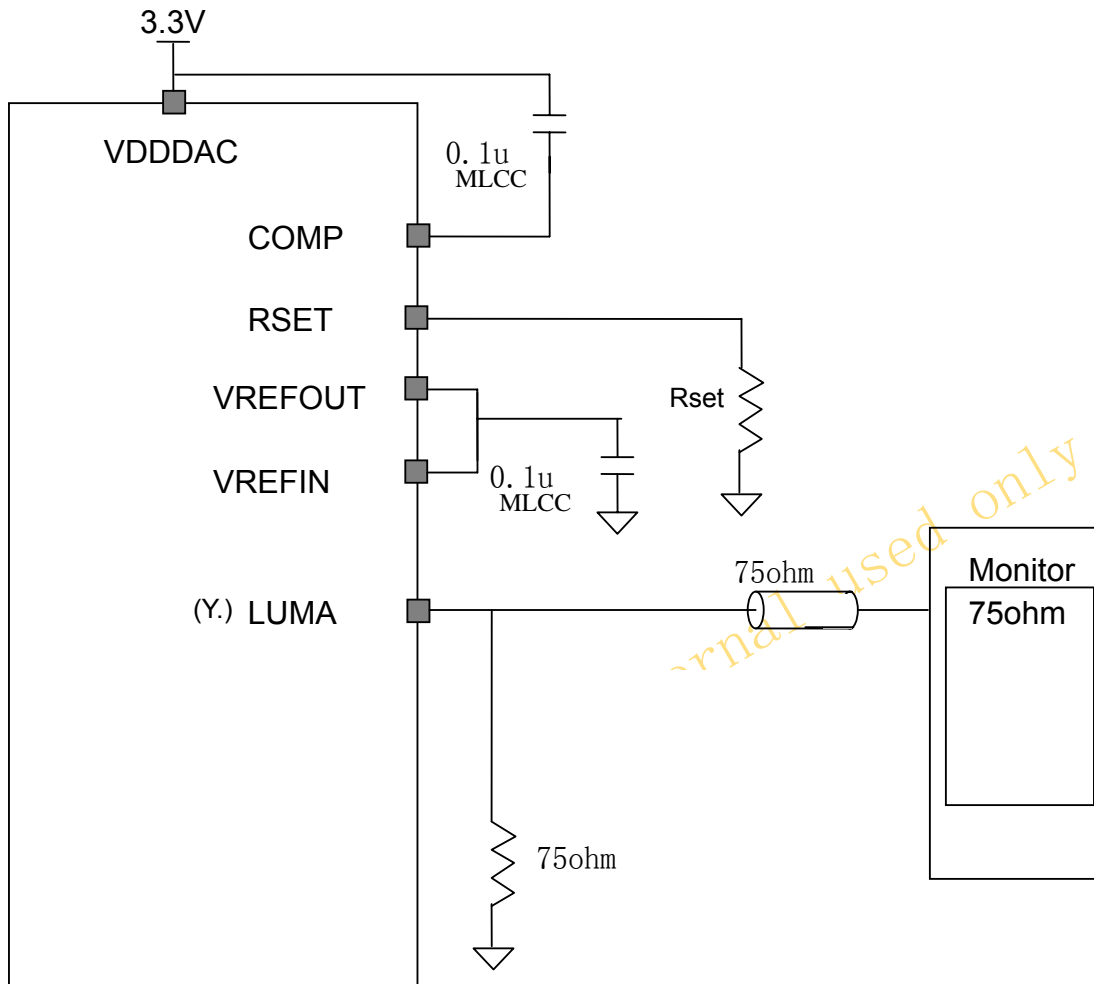 3.3V
VDDDAC
0.1u
MLCC
COMP
RSET
VREFOUT
Rset
VREFIN
0.1u
MLCC
used only
75ohm
Monitor
75ohm
(Y.) LUMA
75ohm